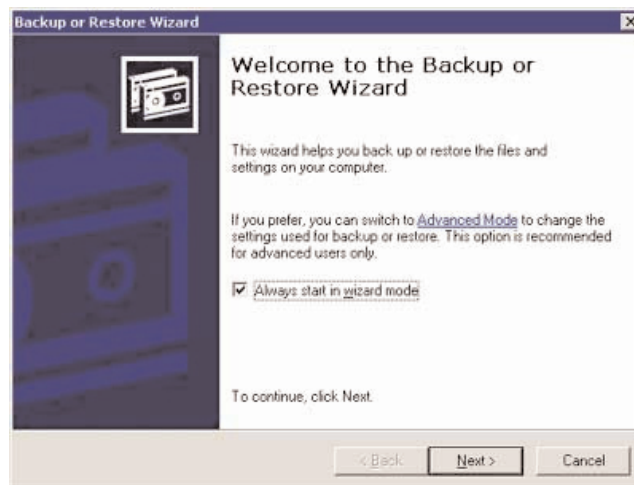 Backup or Restore Wizard
Welcome to the Backup or
Restore Wizard
This wizard helps you back up or restore the files and
settings on your computer.
If you prefer, you can switch to Advanced Mode to change the
settings used for backup or restore. This option is recommended
for advanced users only.
Always start in wizard mode
To continue, click Next.
< Back Next > Cancel